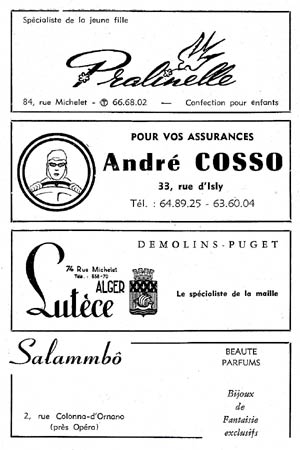 Spécialiste de la jeune fille
Pralinelle
84, rue Michelet - 66.68.02 — Confection pour enfants
POUR VOS ASSURANCES
André COSSO
33, rue d'Isly
Tél. : 64.89.25 - 63.60.04
DEMOLINS-PUGET
74 Rue Michelet
ALGER
Lutèce
Le spécialiste de la maille
Salammbô
BEAUTE
PARFUMS
Bijoux
de
Fantaisie
exclusifs
2, rue Colonna-d'Ornano
(près Opéra)